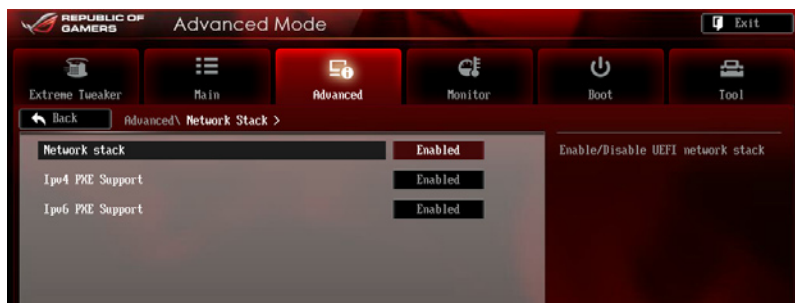 REPUBLIC OF
GAMERS
Advanced Mode
Exit
Extreme Tweaker
Main
Advanced
Monitor
Boot
Tool
Back
Advanced\ Network Stack >
Network stack
Enabled
Enable/Disable UEFI network stack
Ipv4 PXE Support
Enabled
Ipv6 PXE Support
Enabled